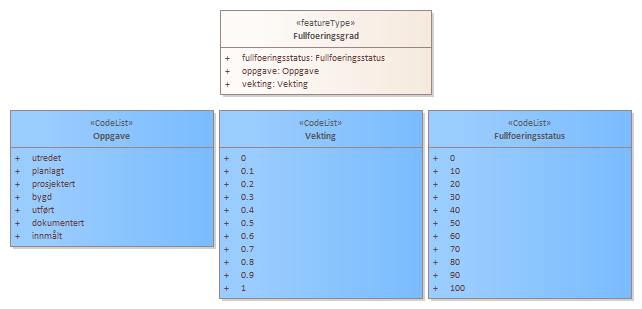 «featureType»
Fullfoeringsgrad
+ fullfoeringsstatus: Fullfoeringsstatus
+ oppgave: Oppgave
+ vekting: Vekting
«CodeList»
Oppgave
+ utredet
+ planlagt
+ prosjektert
+ bygd
+ utført
+ dokumentert
+ innmålt
«CodeList»
Vekting
+ 0
+ 0.1
+ 0.2
+ 0.3
+ 0.4
+ 0.5
+ 0.6
+ 0.7
+ 0.8
+ 0.9
+ 1
«CodeList»
Fullfoeringsstatus
+ 0
+ 10
+ 20
+ 30
+ 40
+ 50
+ 60
+ 70
+ 80
+ 90
+ 100